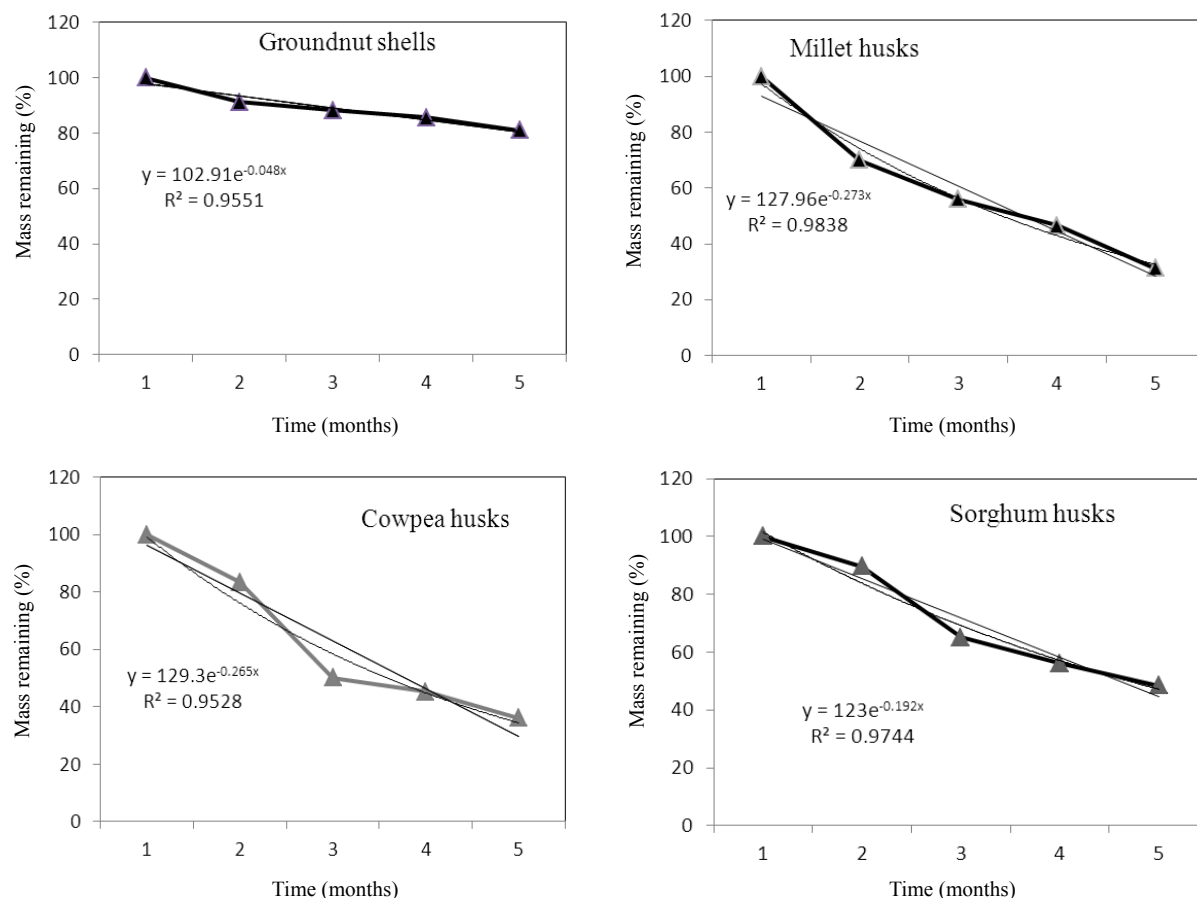 Groundnut shells
Mass remaining (%)
120
100
80
60
40
20
0
y = 102.91e^-0.048x
R² = 0.9551
1 2 3 4 5
Time (months)
Millet husks
Mass remaining (%)
120
100
80
60
40
20
0
y = 127.96e^-0.273x
R² = 0.9838
1 2 3 4 5
Time (months)
Cowpea husks
Mass remaining (%)
120
100
80
60
40
20
0
y = 129.3e^-0.265x
R² = 0.9528
1 2 3 4 5
Time (months)
Sorghum husks
Mass remaining (%)
120
100
80
60
40
20
0
y = 123e^-0.192x
R² = 0.9744
1 2 3 4 5
Time (months)